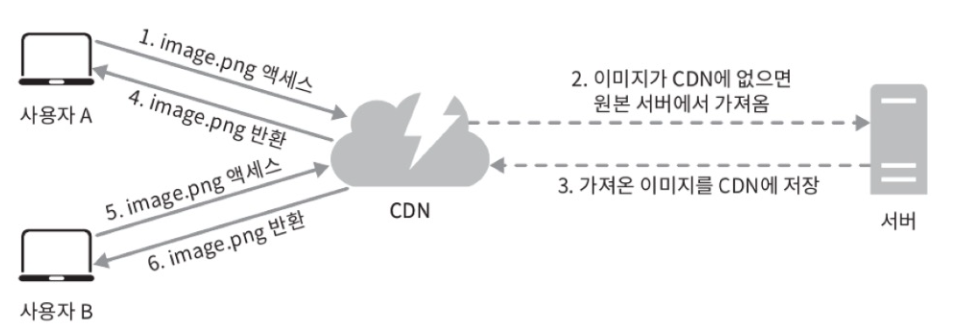 1. image.png 액세스
사용자 A
4. image.png 반환
2. 이미지가 CDN에 없으면
원본 서버에서 가져옴
3. 가져온 이미지를 CDN에 저장
CDN
서버
5. image.png 액세스
6. image.png 반환
사용자 B